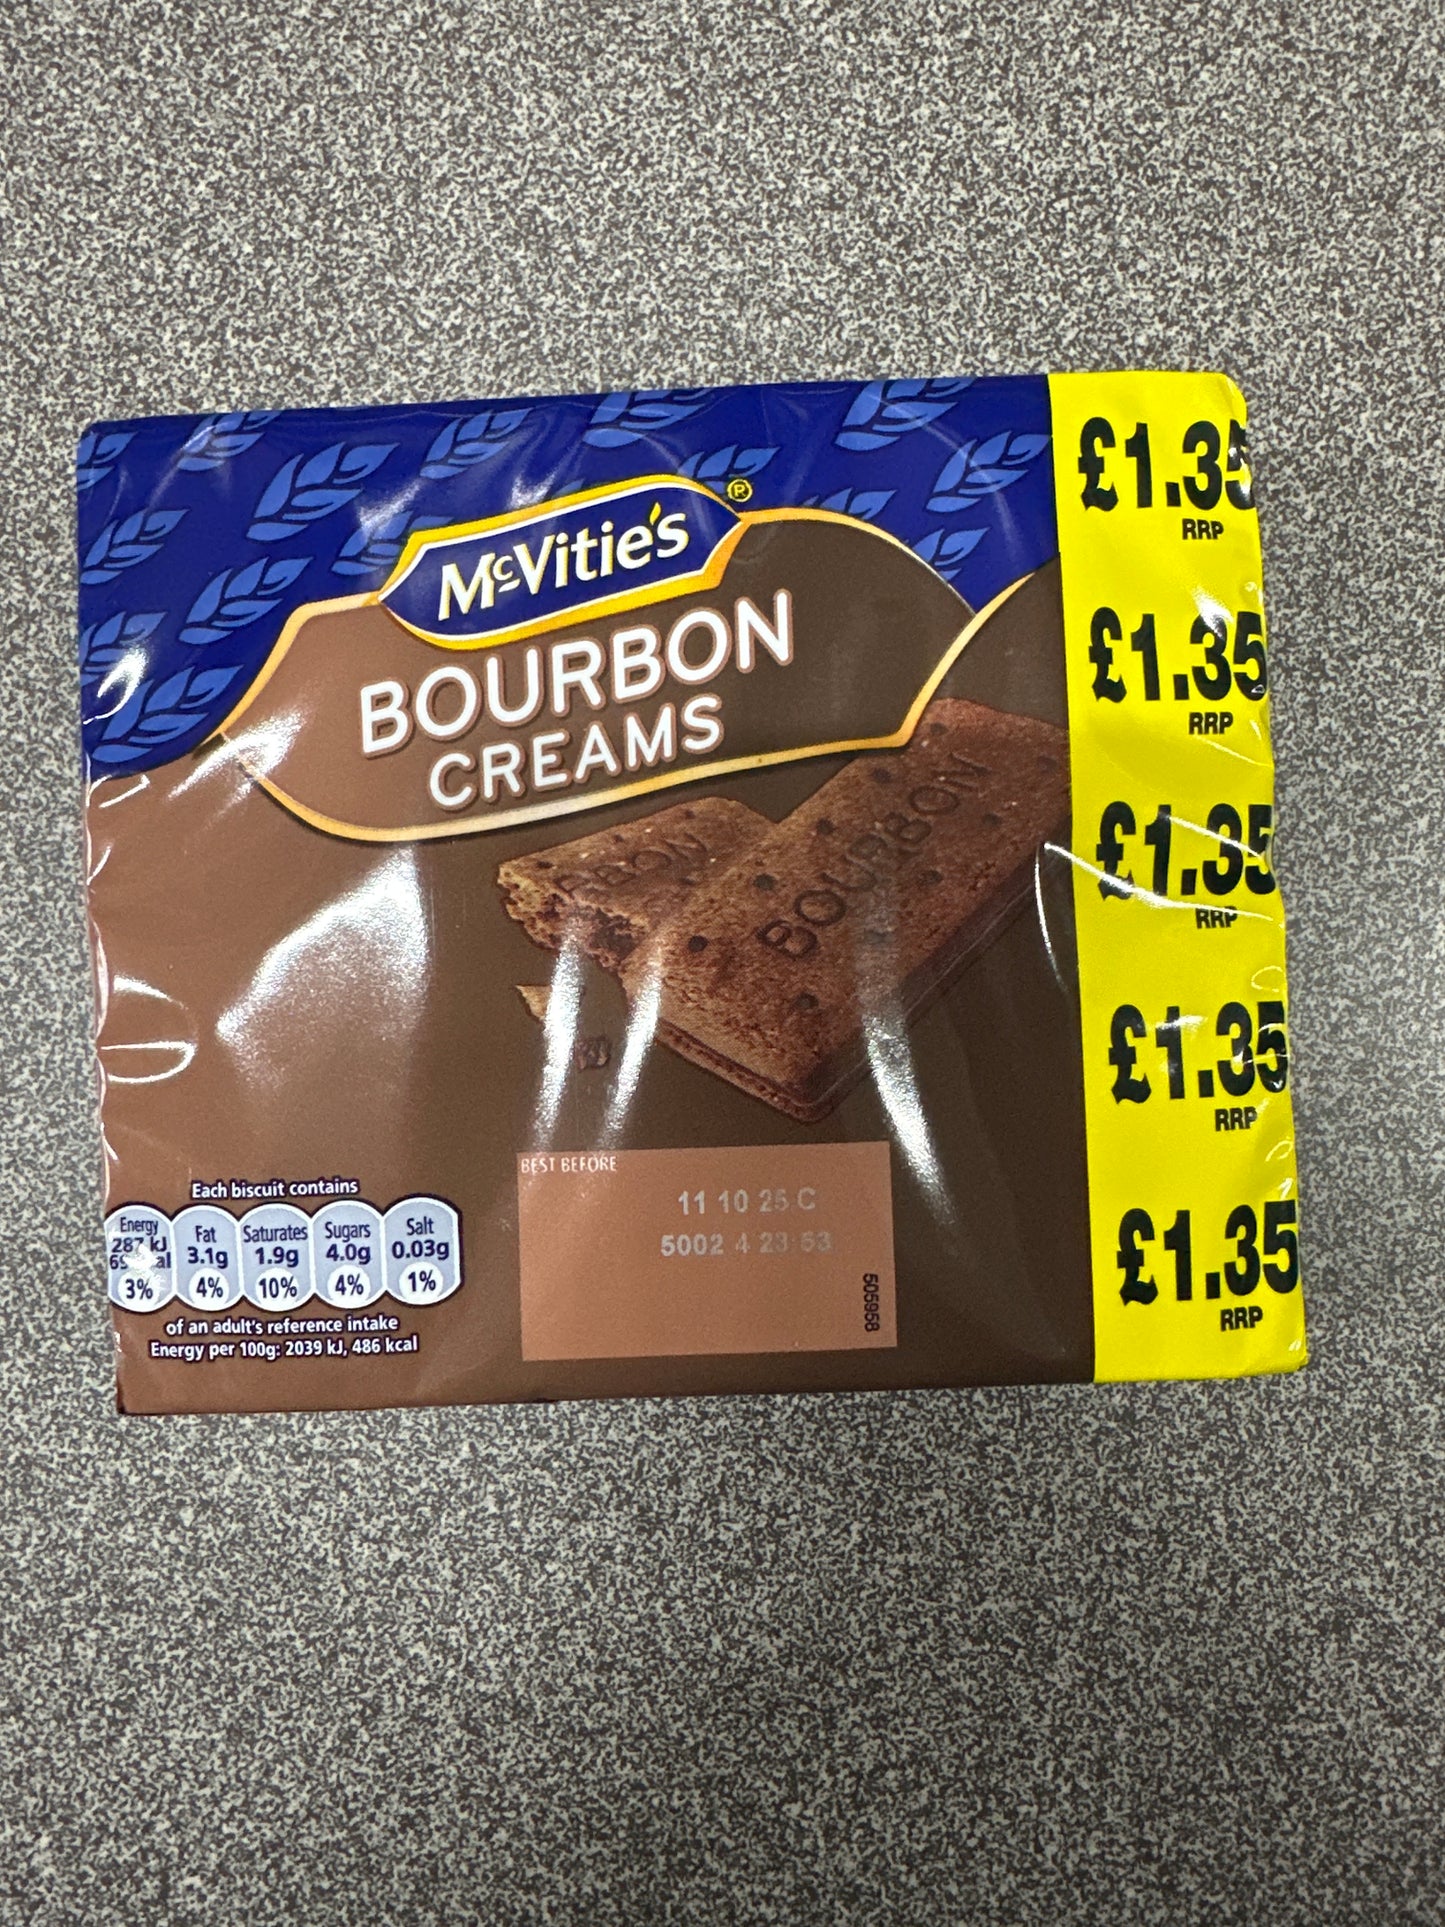 McVitie's®
BOURBON
CREAMS
BOURBON
BEST BEFORE
11 10 25 C
5002 4 23:53
505958
Each biscuit contains
Energy
287 kJ
3%
Fat
3.1g
4%
Saturates
1.9g
10%
Sugars
4.0g
4%
Salt
0.03g
1%
of an adult's reference intake
Energy per 100g: 2039 kJ, 486 kcal
£1.35
RRP
£1.35
RRP
£1.35
RRP
£1.35
RRP
£1.35
RRP